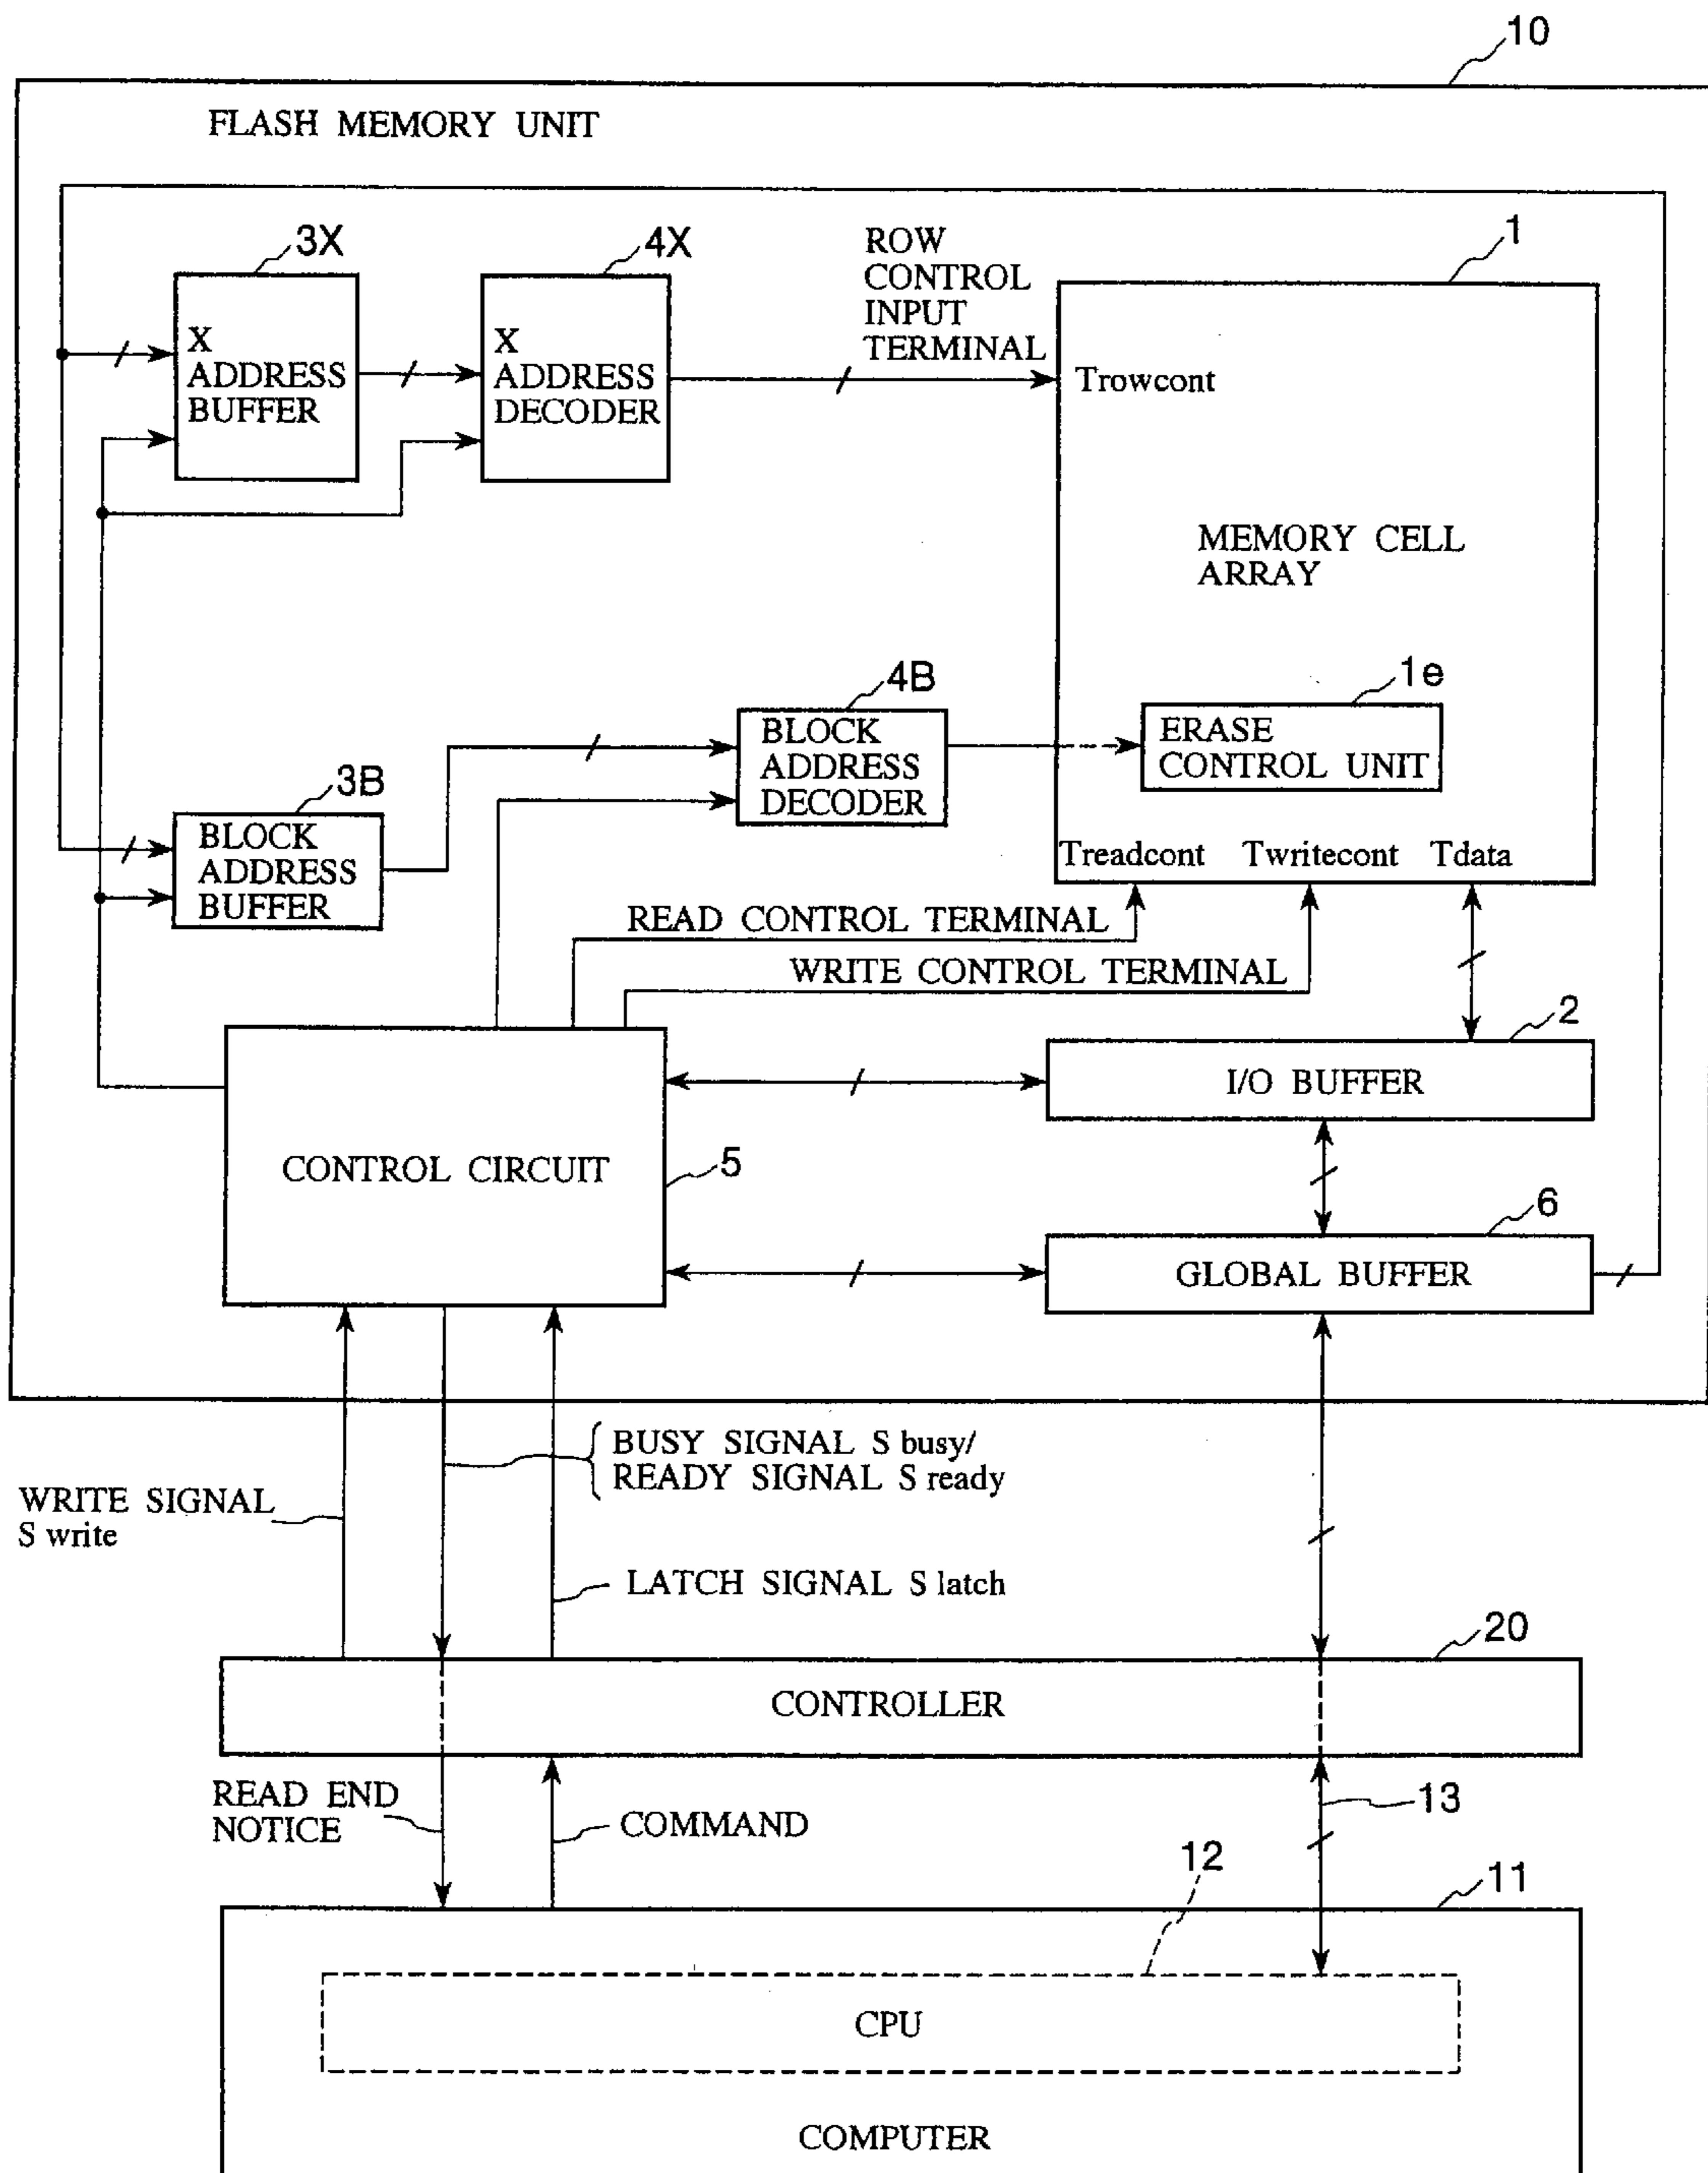 10
FLASH MEMORY UNIT
3X
4X
ROW
CONTROL
INPUT
TERMINAL
1
X
ADDRESS
BUFFER
X
ADDRESS
DECODER
Trowcont
MEMORY CELL
ARRAY
4B
1e
BLOCK
ADDRESS
DECODER
ERASE
CONTROL UNIT
3B
BLOCK
ADDRESS
BUFFER
Treadcont Twritecont Tdata
READ CONTROL TERMINAL
WRITE CONTROL TERMINAL
2
I/O BUFFER
CONTROL CIRCUIT
5
6
GLOBAL BUFFER
BUSY SIGNAL S busy/
READY SIGNAL S ready
WRITE SIGNAL
S write
LATCH SIGNAL S latch
20
CONTROLLER
READ END
NOTICE
COMMAND
13
12
11
CPU
COMPUTER